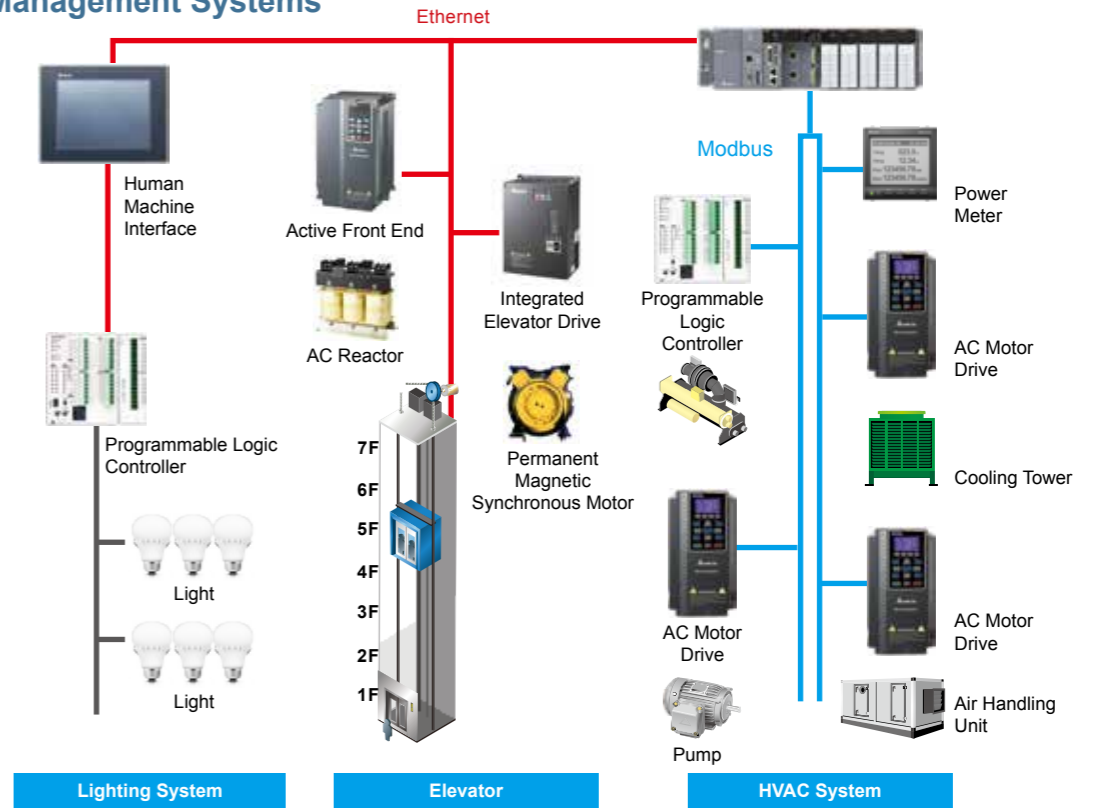 Management Systems
Ethernet
Human
Machine
Interface
Active Front End
AC Reactor
Integrated
Elevator Drive
Permanent
Magnetic
Synchronous Motor
Programmable Logic
Controller
Light
Light
7F
6F
5F
4F
3F
2F
1F
Modbus
Power
Meter
Programmable
Logic
Controller
AC Motor
Drive
Cooling Tower
AC Motor
Drive
AC Motor
Drive
Pump
Air Handling
Unit
Lighting System
Elevator
HVAC System